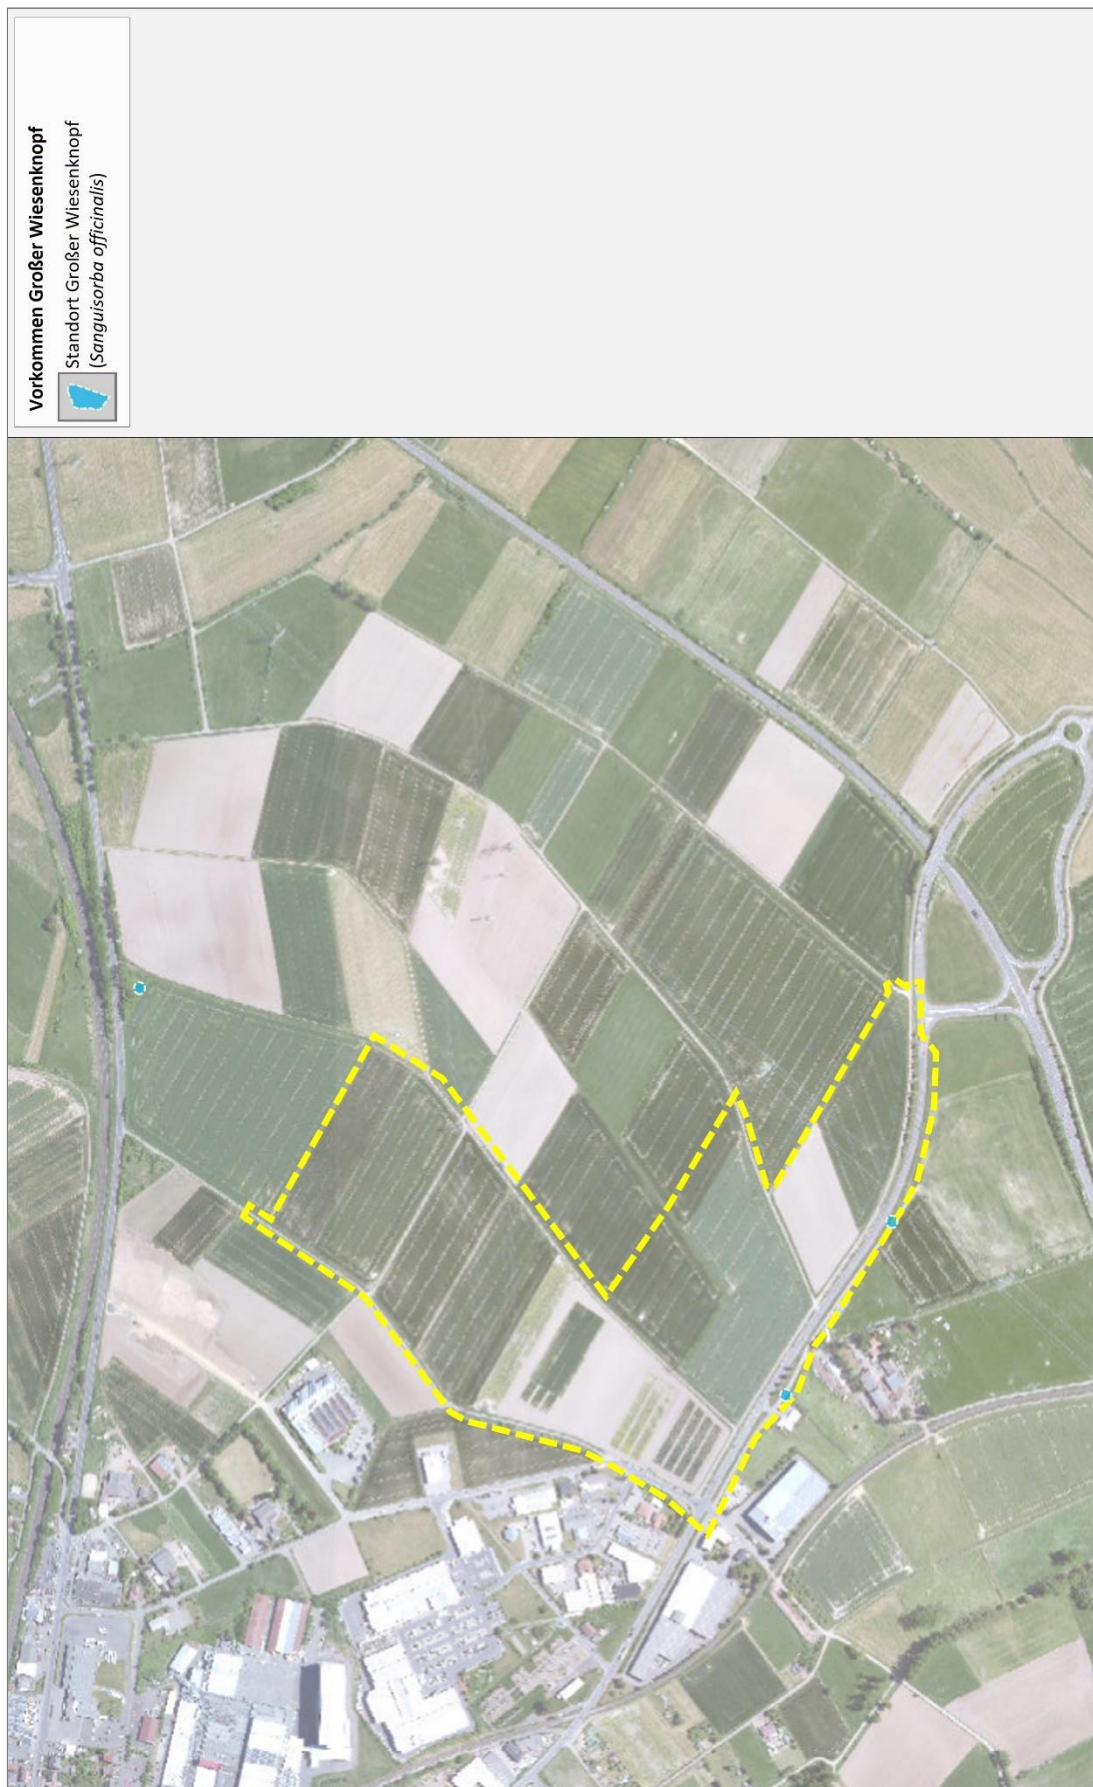 Vorkommen Großer Wiesenknopf
Standort Großer Wiesenknopf
(Sanguisorba officinalis)